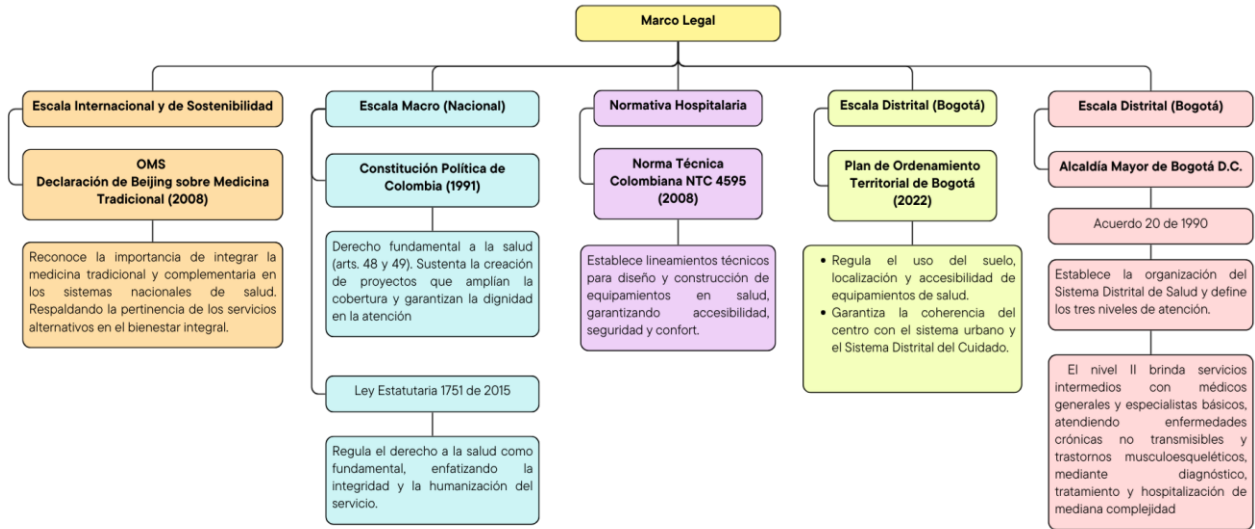 Marco Legal
Escala Internacional y de Sostenibilidad
OMS
Declaración de Beijing sobre Medicina
Tradicional (2008)
Reconoce la importancia de integrar la
medicina tradicional y complementaria en
los sistemas nacionales de salud.
Respaldando la pertinencia de los servicios
alternativos en el bienestar integral.
Escala Macro (Nacional)
Constitución Política de
Colombia (1991)
Derecho fundamental a la salud
(arts. 48 y 49). Sustenta la creación
de proyectos que amplían la
cobertura y garantizan la dignidad
en la atención
Ley Estatutaria 1751 de 2015
Regula el derecho a la salud como
fundamental, enfatizando la
integridad y la humanización del
servicio.
Normativa Hospitalaria
Norma Técnica
Colombiana NTC 4595
(2008)
Establece lineamientos técnicos
para diseño y construcción de
equipamientos en salud,
garantizando accesibilidad,
seguridad y confort.
Escala Distrital (Bogotá)
Plan de Ordenamiento
Territorial de Bogotá
(2022)
• Regula el uso del suelo,
localización y accesibilidad de
equipamientos de salud.
• Garantiza la coherencia del
centro con el sistema urbano y
el Sistema Distrital del Cuidado.
Escala Distrital (Bogotá)
Alcaldía Mayor de Bogotá D.C.
Acuerdo 20 de 1990
Establece la organización del
Sistema Distrital de Salud y define
los tres niveles de atención.
El nivel II brinda servicios
intermedios con médicos
generales y especialistas básicos,
atendiendo enfermedades
crónicas no transmisibles y
trastornos musculoesqueléticos,
mediante diagnóstico,
tratamiento y hospitalización de
mediana complejidad